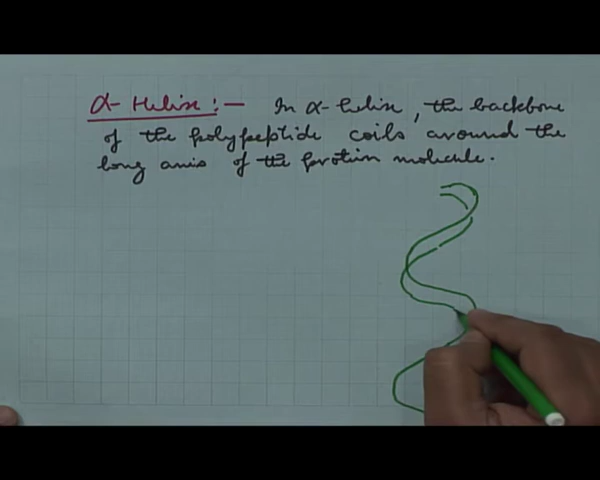 α- Helix :- In α-helix, the backbone
of the polypeptide coils around the
long axis of the protein molecule.